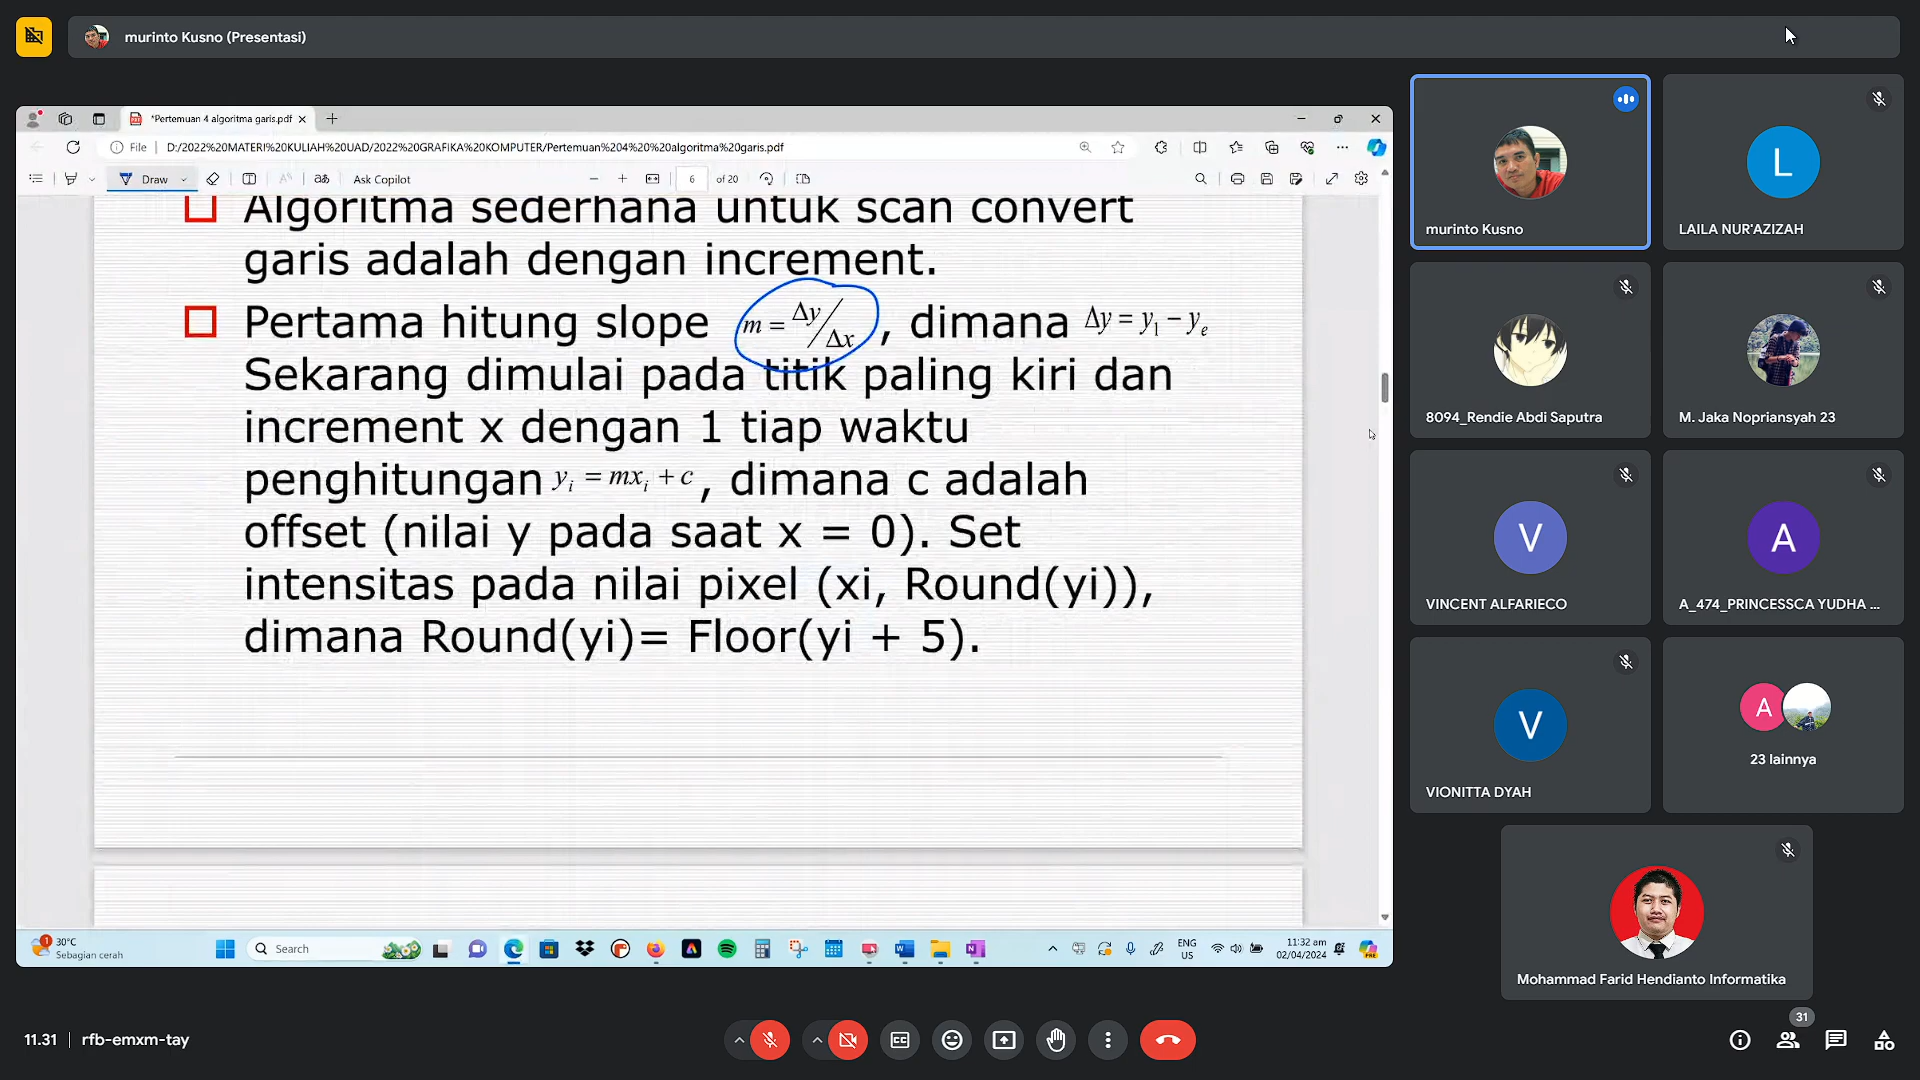 murinto Kusno (Presentasi)
*Pertemuan 4 algoritma garis.pdf
File
D:/2022%20MATERI%20KULIAH%20UAD/2022%20GRAFIKA%20KOMPUTER/Pertemuan%204%20%20algoritma%20garis.pdf
Draw
Ask Copilot
6 of 20
Algoritma sederhana untuk scan convert
garis adalah dengan increment.
Pertama hitung slope m = Δy/Δx , dimana Δy = y₁ − yₑ
Sekarang dimulai pada titik paling kiri dan
increment x dengan 1 tiap waktu
penghitungan yᵢ = mxᵢ + c , dimana c adalah
offset (nilai y pada saat x = 0). Set
intensitas pada nilai pixel (xi, Round(yi)),
dimana Round(yi)= Floor(yi + 5).
1
30°C
Sebagian cerah
Search
ENG
US
11:32 am
02/04/2024
murinto Kusno
L
LAILA NUR'AZIZAH
8094_Rendie Abdi Saputra
M. Jaka Nopriansyah 23
V
VINCENT ALFARIECO
A
A_474_PRINCESSCA YUDHA ...
V
VIONITTA DYAH
A
23 lainnya
Mohammad Farid Hendianto Informatika
11.31
rfb-emxm-tay
31